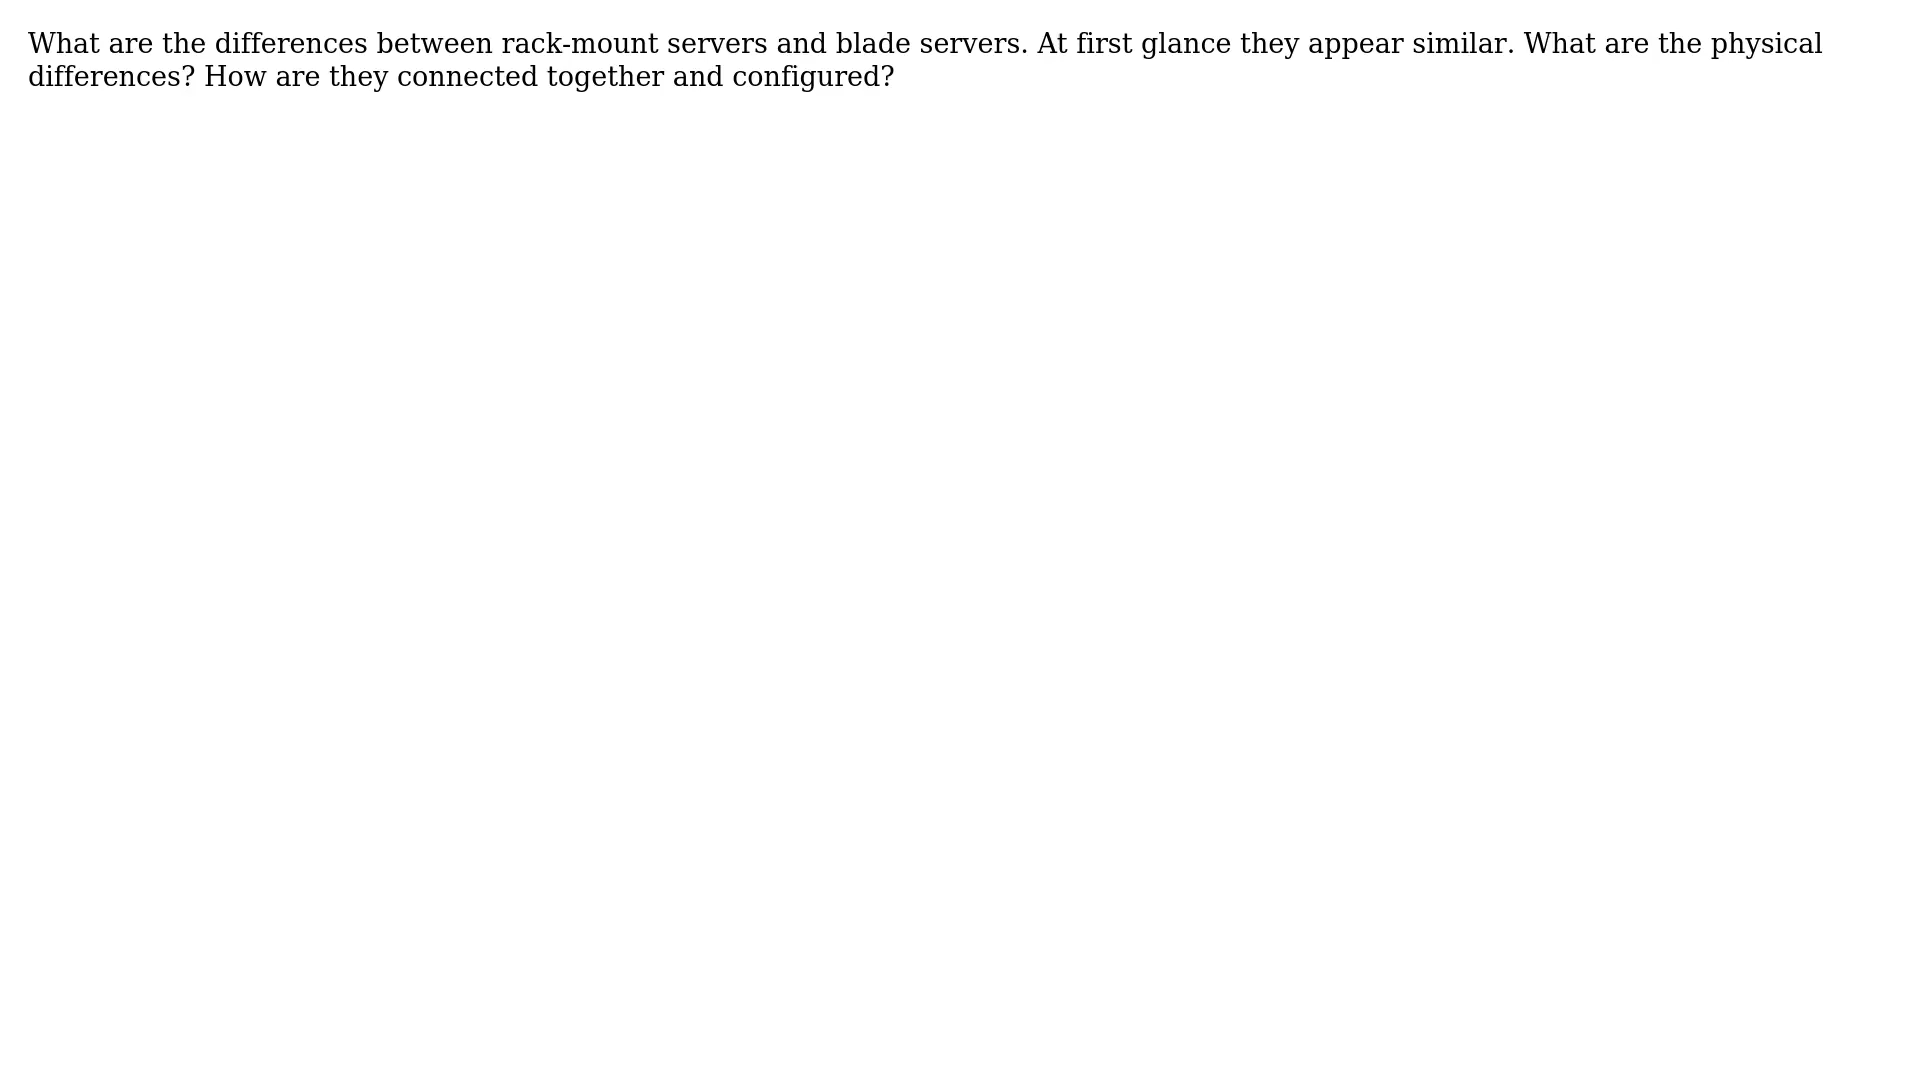 What are the differences between rack-mount servers and blade servers. At first glance they appear similar. What are the physical
differences? How are they connected together and configured?